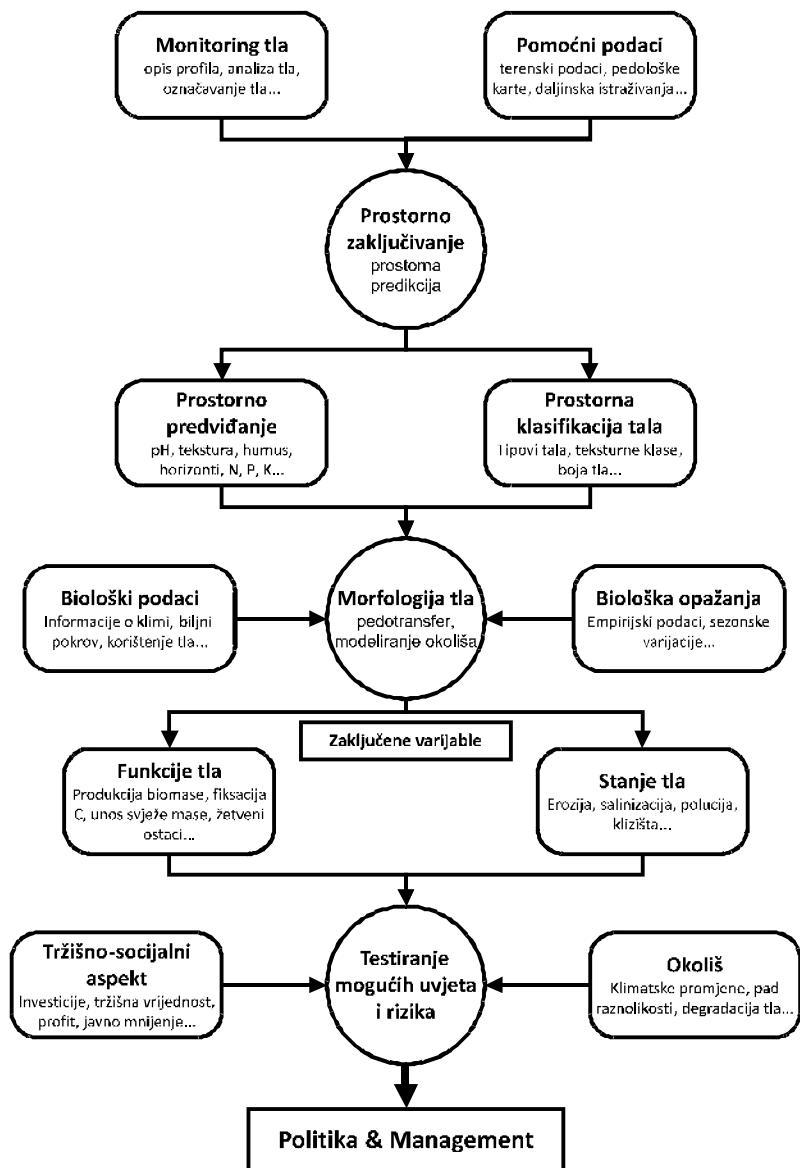 Monitoring tla
opis profila, analiza tla,
označavanje tla...
Pomoćni podaci
terenski podaci, pedološke
karte, daljinska istraživanja...
Prostorno
zaključivanje
prostorna
predikcija
Prostorno
predviđanje
pH, tekstura, humus,
horizonti, N, P, K...
Prostorna
klasifikacija tala
Tipovi tala, teksturne klase,
boja tla...
Biološki podaci
Informacije o klimi, biljni
pokrov, korištenje tla...
Morfologija tla
pedotransfer,
modeliranje okoliša
Biološka opažanja
Empirijski podaci, sezonske
varijacije...
Zaključene varijable
Funkcije tla
Produkcija biomase, fiksacija
C, unos svježe mase, žetveni
ostaci...
Stanje tla
Erozija, salinizacija, polucija,
klizišta...
Tržišno-socijalni
aspekt
Investicije, tržišna vrijednost,
profit, javno mnijenje...
Testiranje
mogućih uvjeta
i rizika
Okoliš
Klimatske promjene, pad
raznolikosti, degradacija tla...
Politika & Management